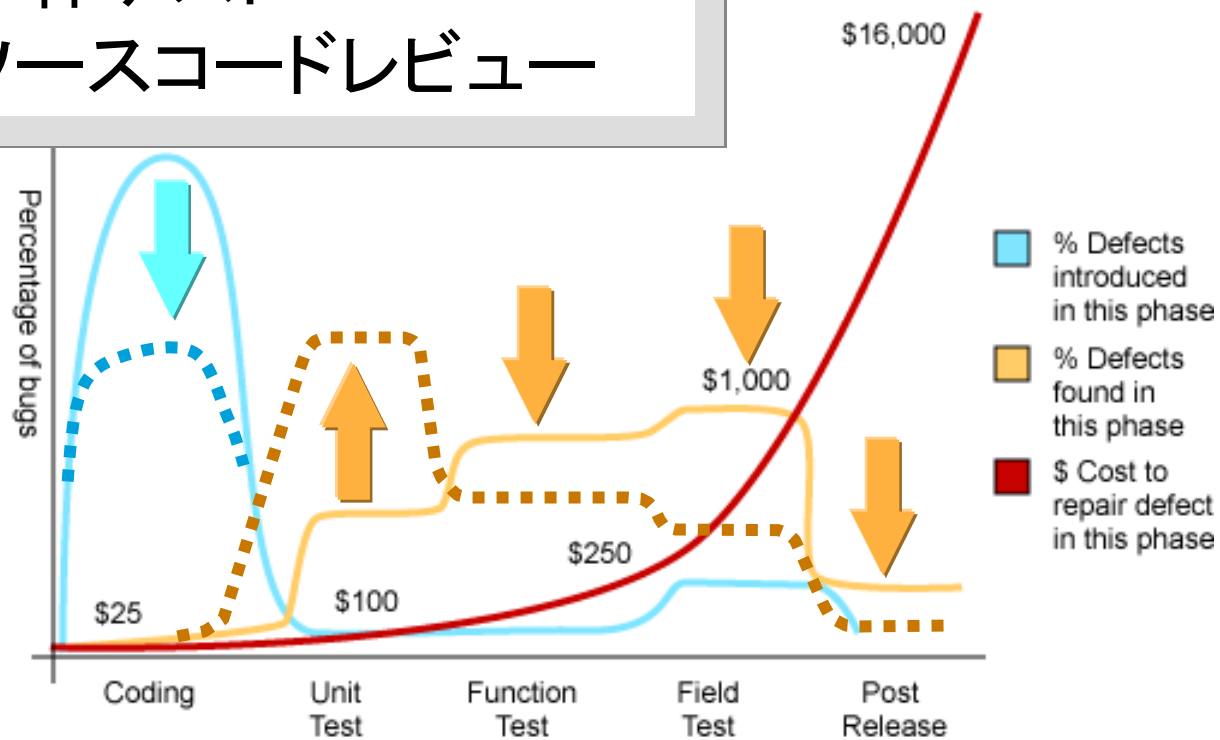 ソースコードレビュー
$16,000
Percentage of bugs
% Defects
introduced
in this phase
$1,000
% Defects
found in
this phase
$ Cost to
repair defect
in this phase
$250
$100
$25
Coding
Unit
Test
Function
Test
Field
Test
Post
Release